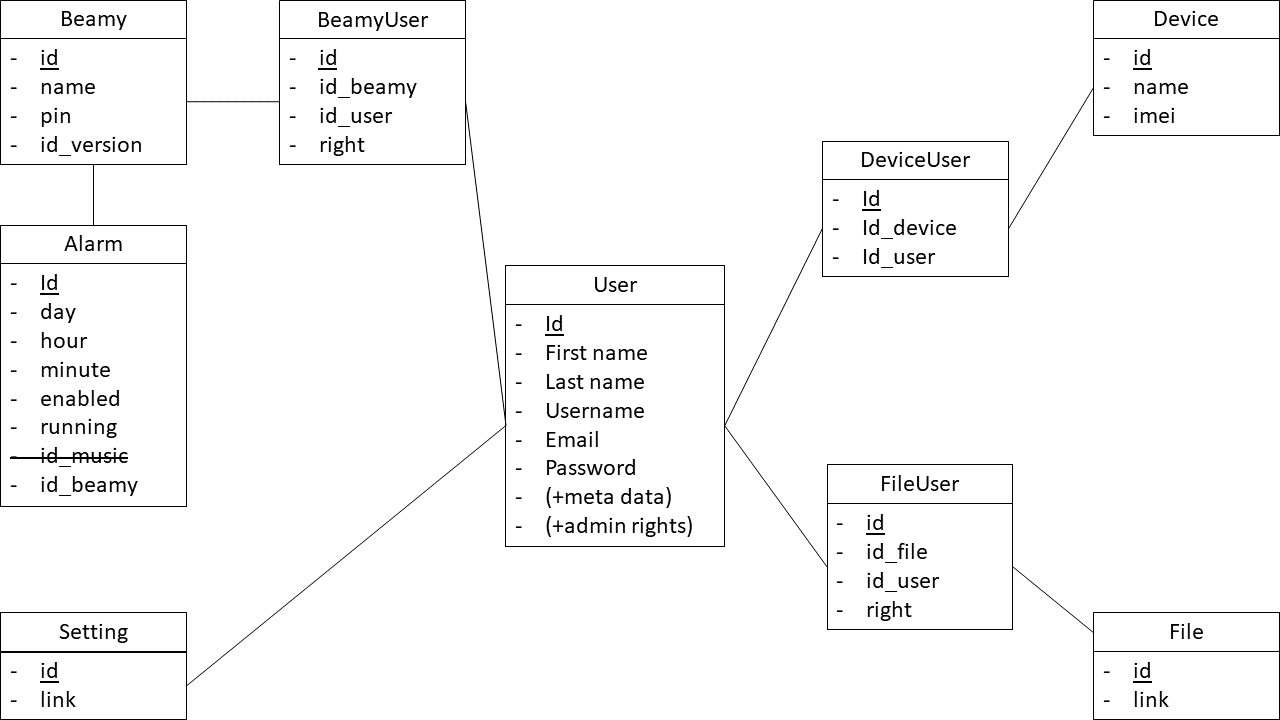 Beamy
- id
- name
- pin
- id_version
BeamyUser
- id
- id_beamy
- id_user
- right
Device
- id
- name
- imei
DeviceUser
- Id
- Id_device
- Id_user
Alarm
- Id
- day
- hour
- minute
- enabled
- running
- id_music
- id_beamy
User
- Id
- First name
- Last name
- Username
- Email
- Password
- (+meta data)
- (+admin rights)
FileUser
- id
- id_file
- id_user
- right
Setting
- id
- link
File
- id
- link